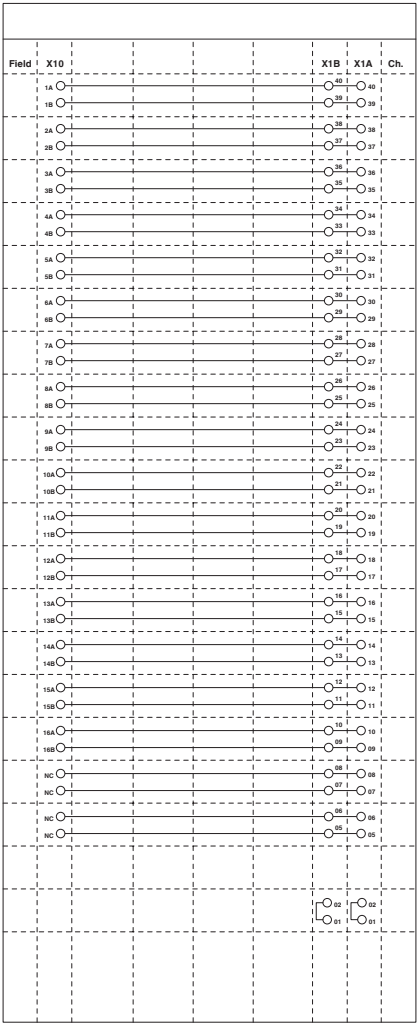 Field X10 X1B X1A Ch.
1A 40 40
1B 39 39
2A 38 38
2B 37 37
3A 36 36
3B 35 35
4A 34 34
4B 33 33
5A 32 32
5B 31 31
6A 30 30
6B 29 29
7A 28 28
7B 27 27
8A 26 26
8B 25 25
9A 24 24
9B 23 23
10A 22 22
10B 21 21
11A 20 20
11B 19 19
12A 18 18
12B 17 17
13A 16 16
13B 15 15
14A 14 14
14B 13 13
15A 12 12
15B 11 11
16A 10 10
16B 09 09
NC 08 08
NC 07 07
NC 06 06
NC 05 05
02 02
01 01